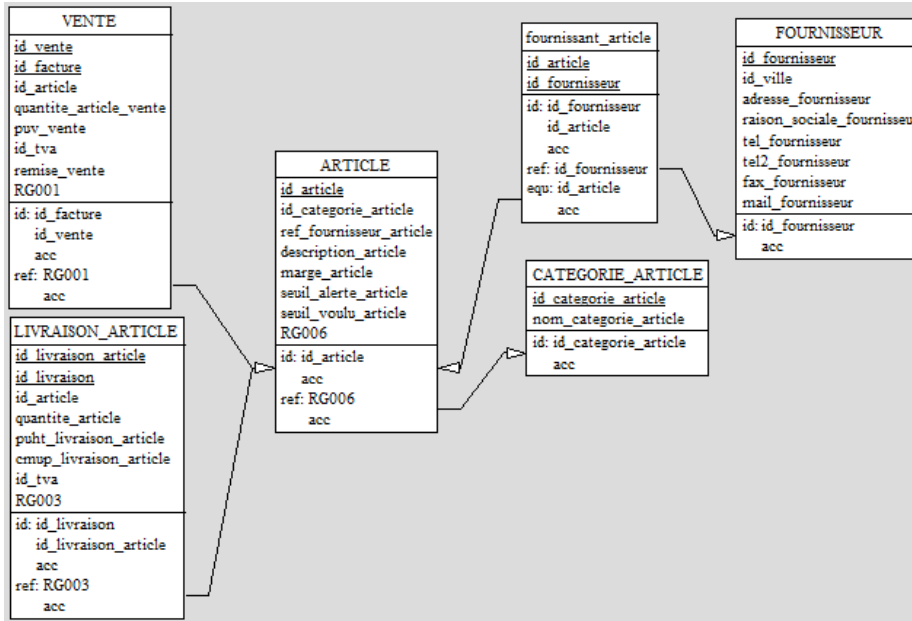 VENTE
id_vente
id_facture
id_article
quantite_article_vente
puv_vente
id_tva
remise_vente
RG001
id: id_facture
id_vente
acc
ref: RG001
acc
LIVRAISON_ARTICLE
id_livraison_article
id_livraison
id_article
quantite_article
puht_livraison_article
cmup_livraison_article
id_tva
RG003
id: id_livraison
id_livraison_article
acc
ref: RG003
acc
ARTICLE
id_article
id_categorie_article
ref_fournisseur_article
description_article
marge_article
seuil_alerte_article
seuil_voulu_article
RG006
id: id_article
acc
ref: RG006
acc
fournissant_article
id_article
id_fournisseur
id: id_fournisseur
id_article
acc
ref: id_fournisseur
equ: id_article
acc
CATEGORIE_ARTICLE
id_categorie_article
nom_categorie_article
id: id_categorie_article
acc
FOURNISSEUR
id_fournisseur
id_ville
adresse_fournisseur
raison_sociale_fournisseu
tel_fournisseur
tel2_fournisseur
fax_fournisseur
mail_fournisseur
id: id_fournisseur
acc